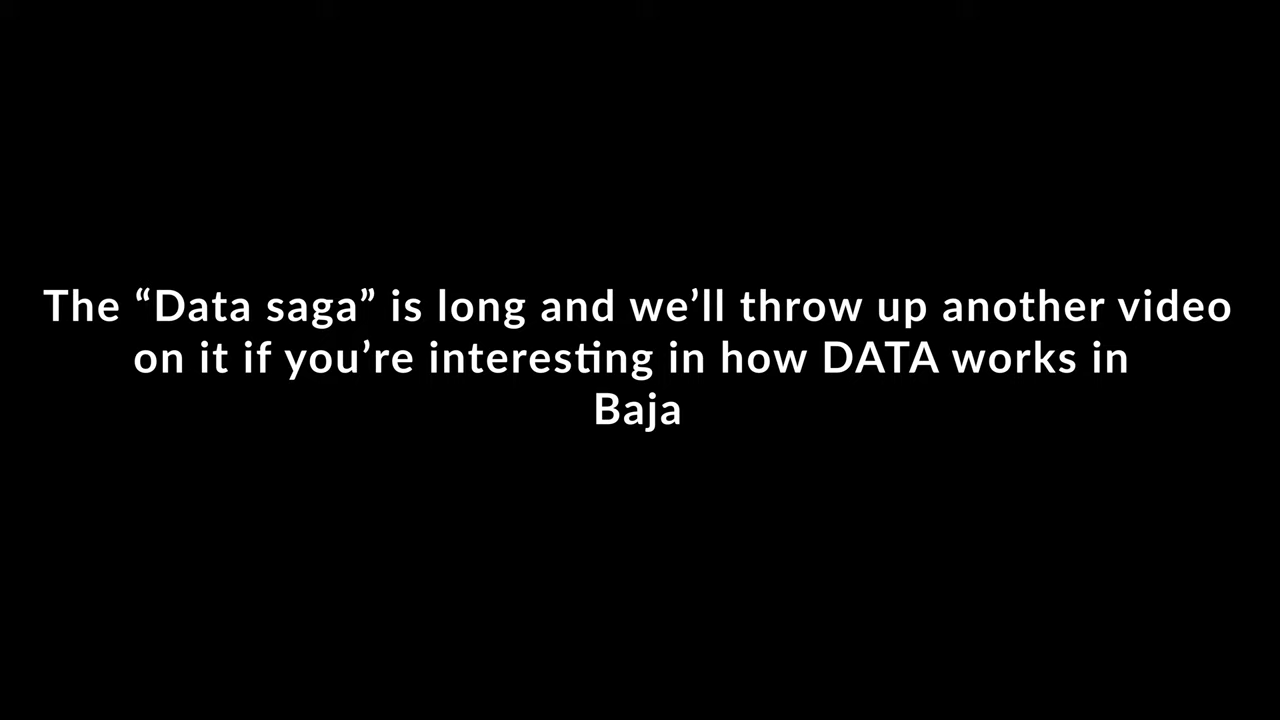 The “Data saga” is long and we’ll throw up another video
on it if you’re interesting in how DATA works in
Baja